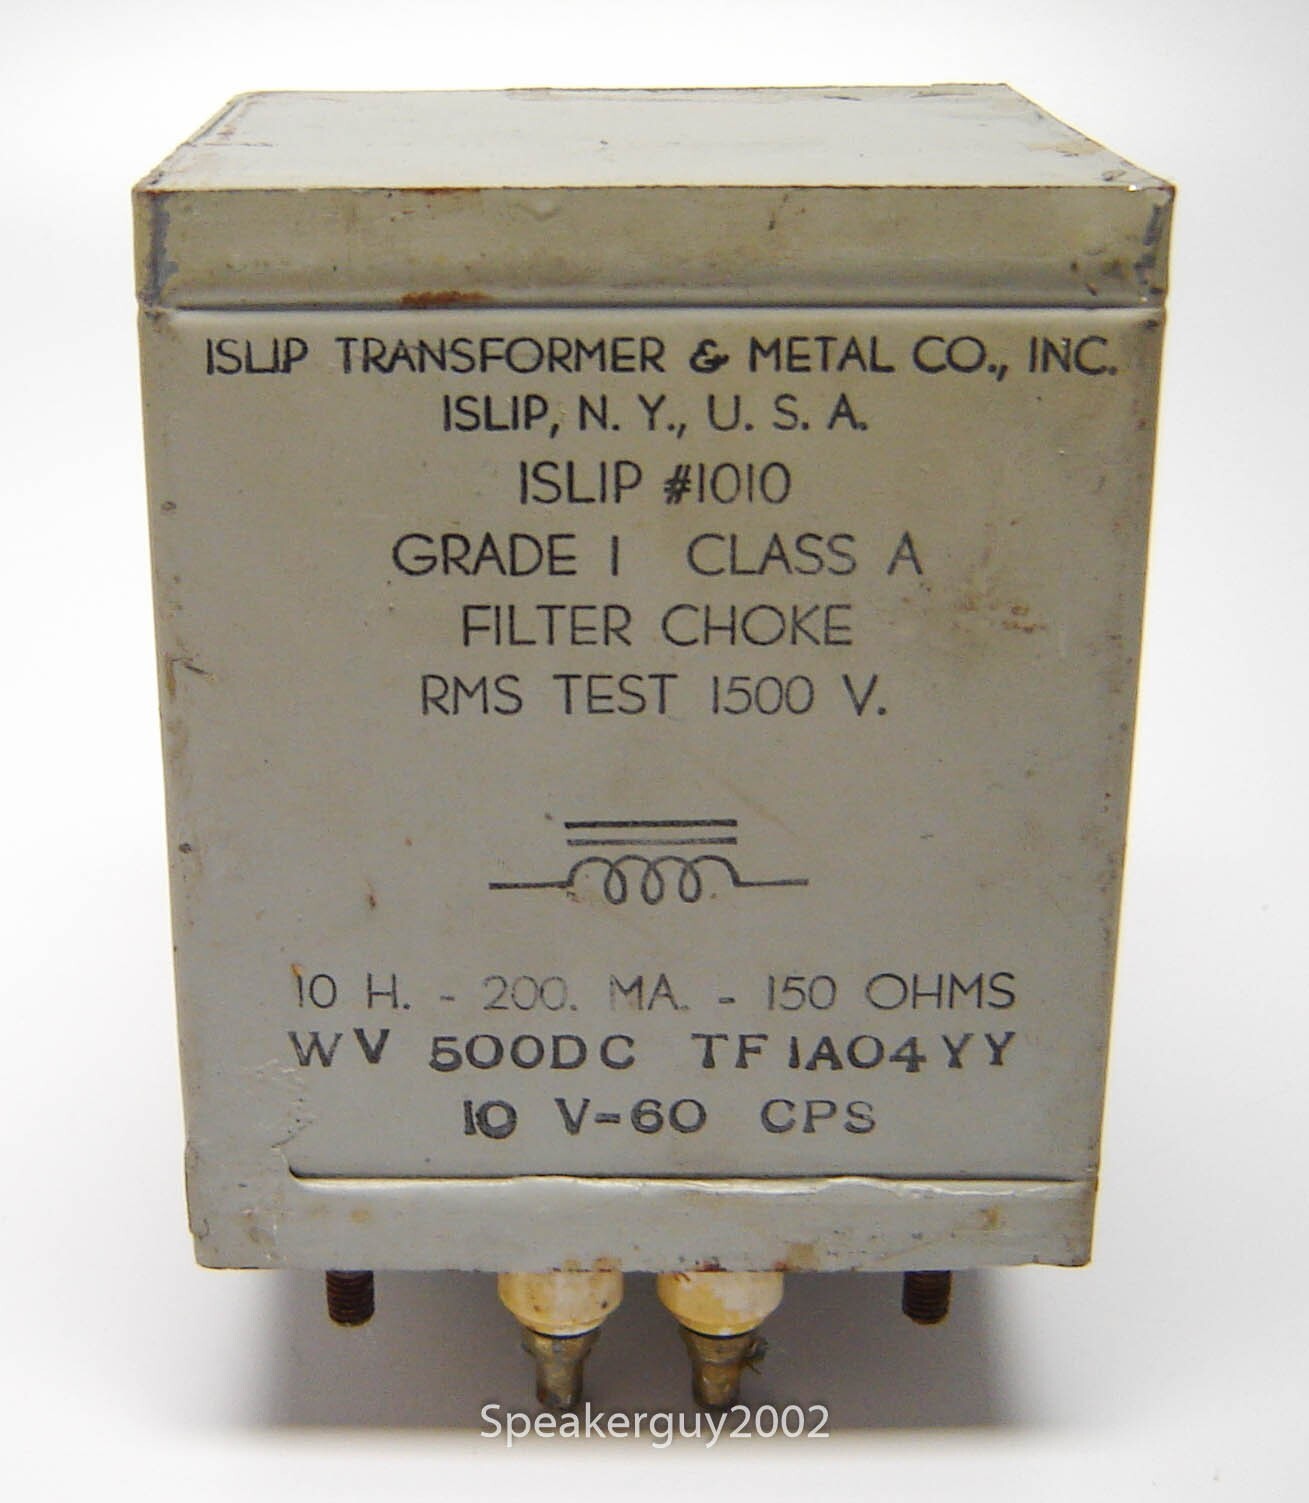 ISLIP TRANSFORMER & METAL CO., INC.
ISLIP, N. Y., U. S. A.
ISLIP #1010
GRADE 1 CLASS A
FILTER CHOKE
RMS TEST 1500 V.
10 H. - 200. MA. - 150 OHMS
WV 500DC TF1A04YY
10 V-60 CPS
Speakerguy2002